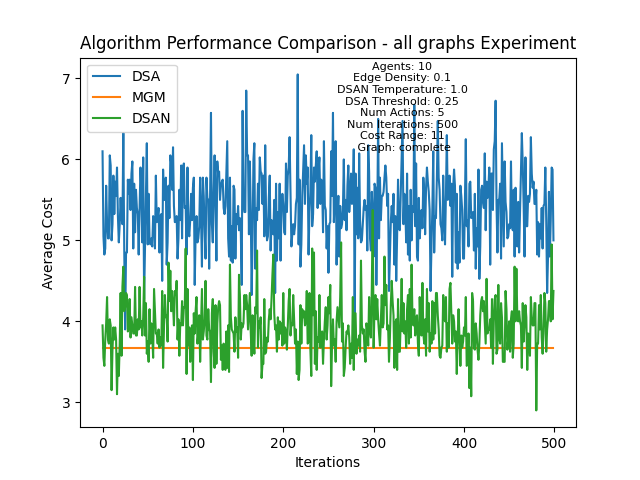 Algorithm Performance Comparison - all graphs Experiment
DSA
MGM
DSAN
Agents: 10
Edge Density: 0.1
DSAN Temperature: 1.0
DSA Threshold: 0.25
Num Actions: 5
Num Iterations: 500
Cost Range: 11
Graph: complete
Average Cost
7
6
5
4
3
0
100
200
300
400
500
Iterations